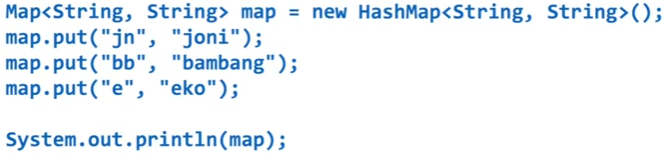 Map<String, String> map = new HashMap<String, String>();
map.put("jn", "joni");
map.put("bb", "bambang");
map.put("e", "eko");
System.out.println(map);